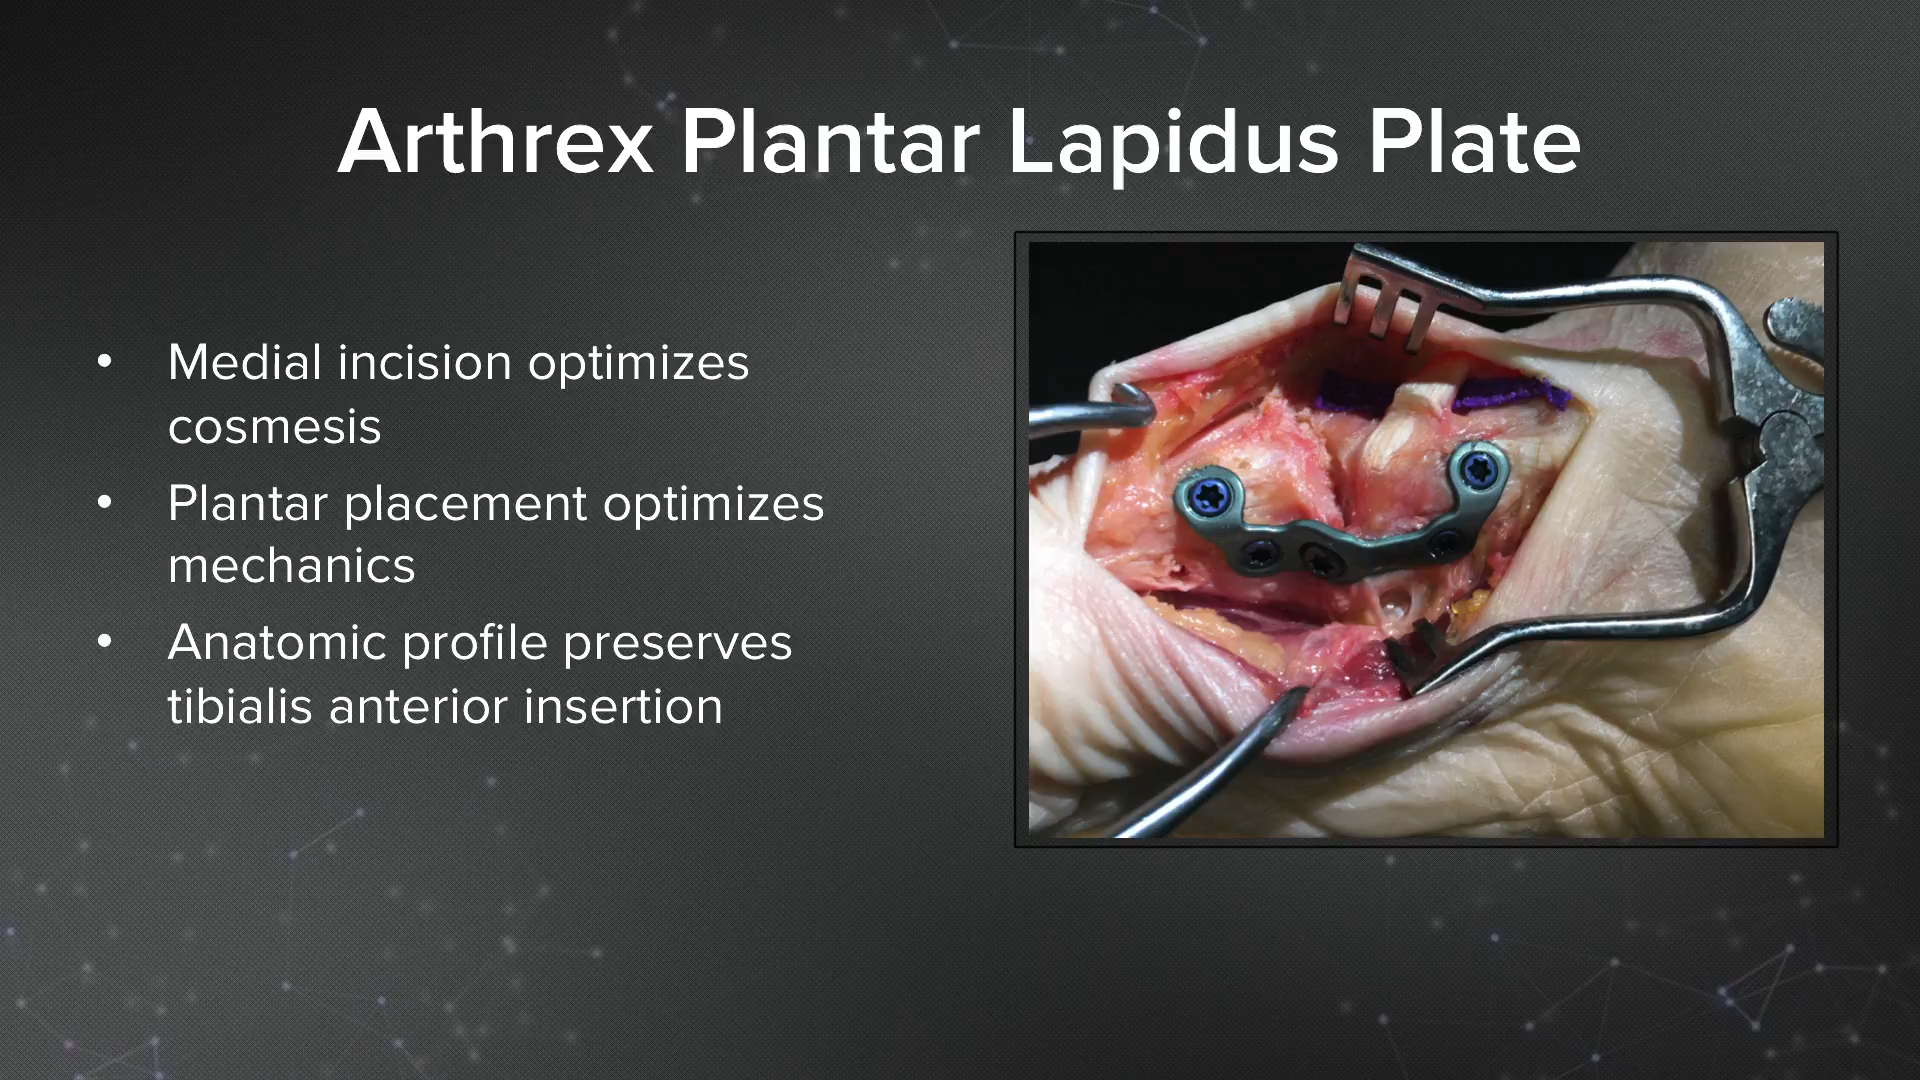 Arthrex Plantar Lapidus Plate
• Medial incision optimizes
cosmesis
• Plantar placement optimizes
mechanics
• Anatomic profile preserves
tibialis anterior insertion